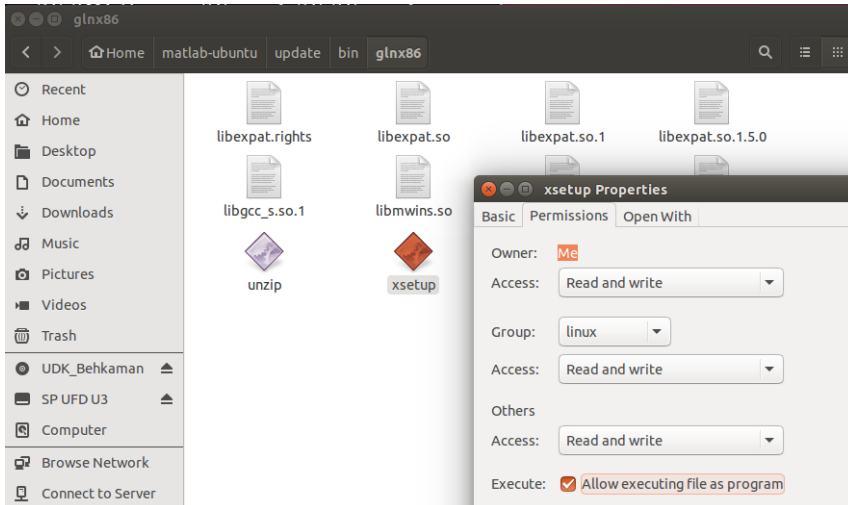 glnx86
Home matlab-ubuntu update bin glnx86
Recent
Home
Desktop
Documents
Downloads
Music
Pictures
Videos
Trash
UDK_Behkaman
SP UFD U3
Computer
Browse Network
Connect to Server
libexpat.rights libexpat.so libexpat.so.1 libexpat.so.1.5.0
libgcc_s.so.1 libmwins.so
unzip xsetup
xsetup Properties
Basic Permissions Open With
Owner: Me
Access: Read and write
Group: linux
Access: Read and write
Others
Access: Read and write
Execute: Allow executing file as program